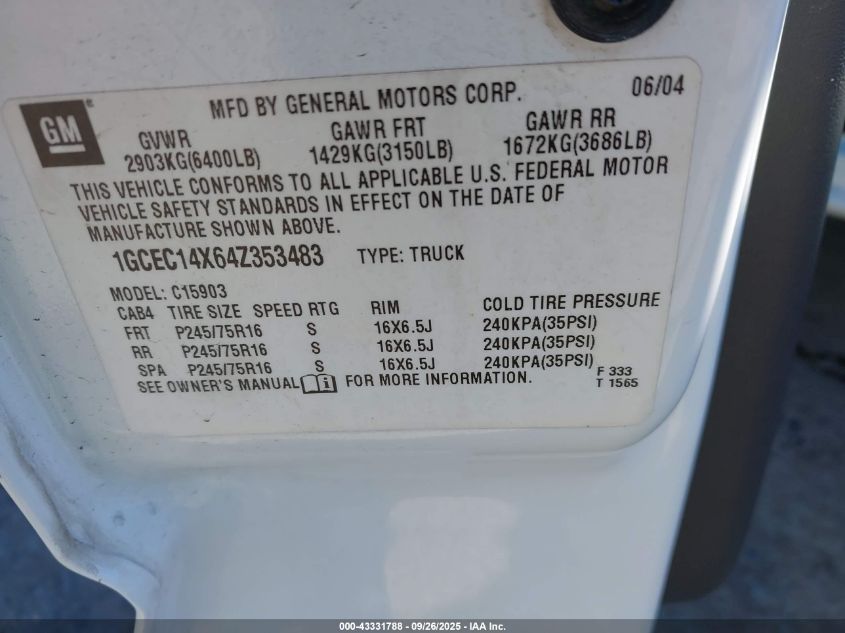 GM®
MFD BY GENERAL MOTORS CORP. 06/04
GVWR GAWR FRT GAWR RR
2903KG(6400LB) 1429KG(3150LB) 1672KG(3686LB)
THIS VEHICLE CONFORMS TO ALL APPLICABLE U.S. FEDERAL MOTOR
VEHICLE SAFETY STANDARDS IN EFFECT ON THE DATE OF
MANUFACTURE SHOWN ABOVE.
1GCEC14X64Z353483 TYPE: TRUCK
MODEL: C15903
CAB4 TIRE SIZE SPEED RTG RIM COLD TIRE PRESSURE
FRT P245/75R16 S 16X6.5J 240KPA(35PSI)
RR P245/75R16 S 16X6.5J 240KPA(35PSI)
SPA P245/75R16 S 16X6.5J 240KPA(35PSI)
SEE OWNER'S MANUAL i FOR MORE INFORMATION.
F 333
T 1565
000-43331788 - 09/26/2025 - IAA Inc.